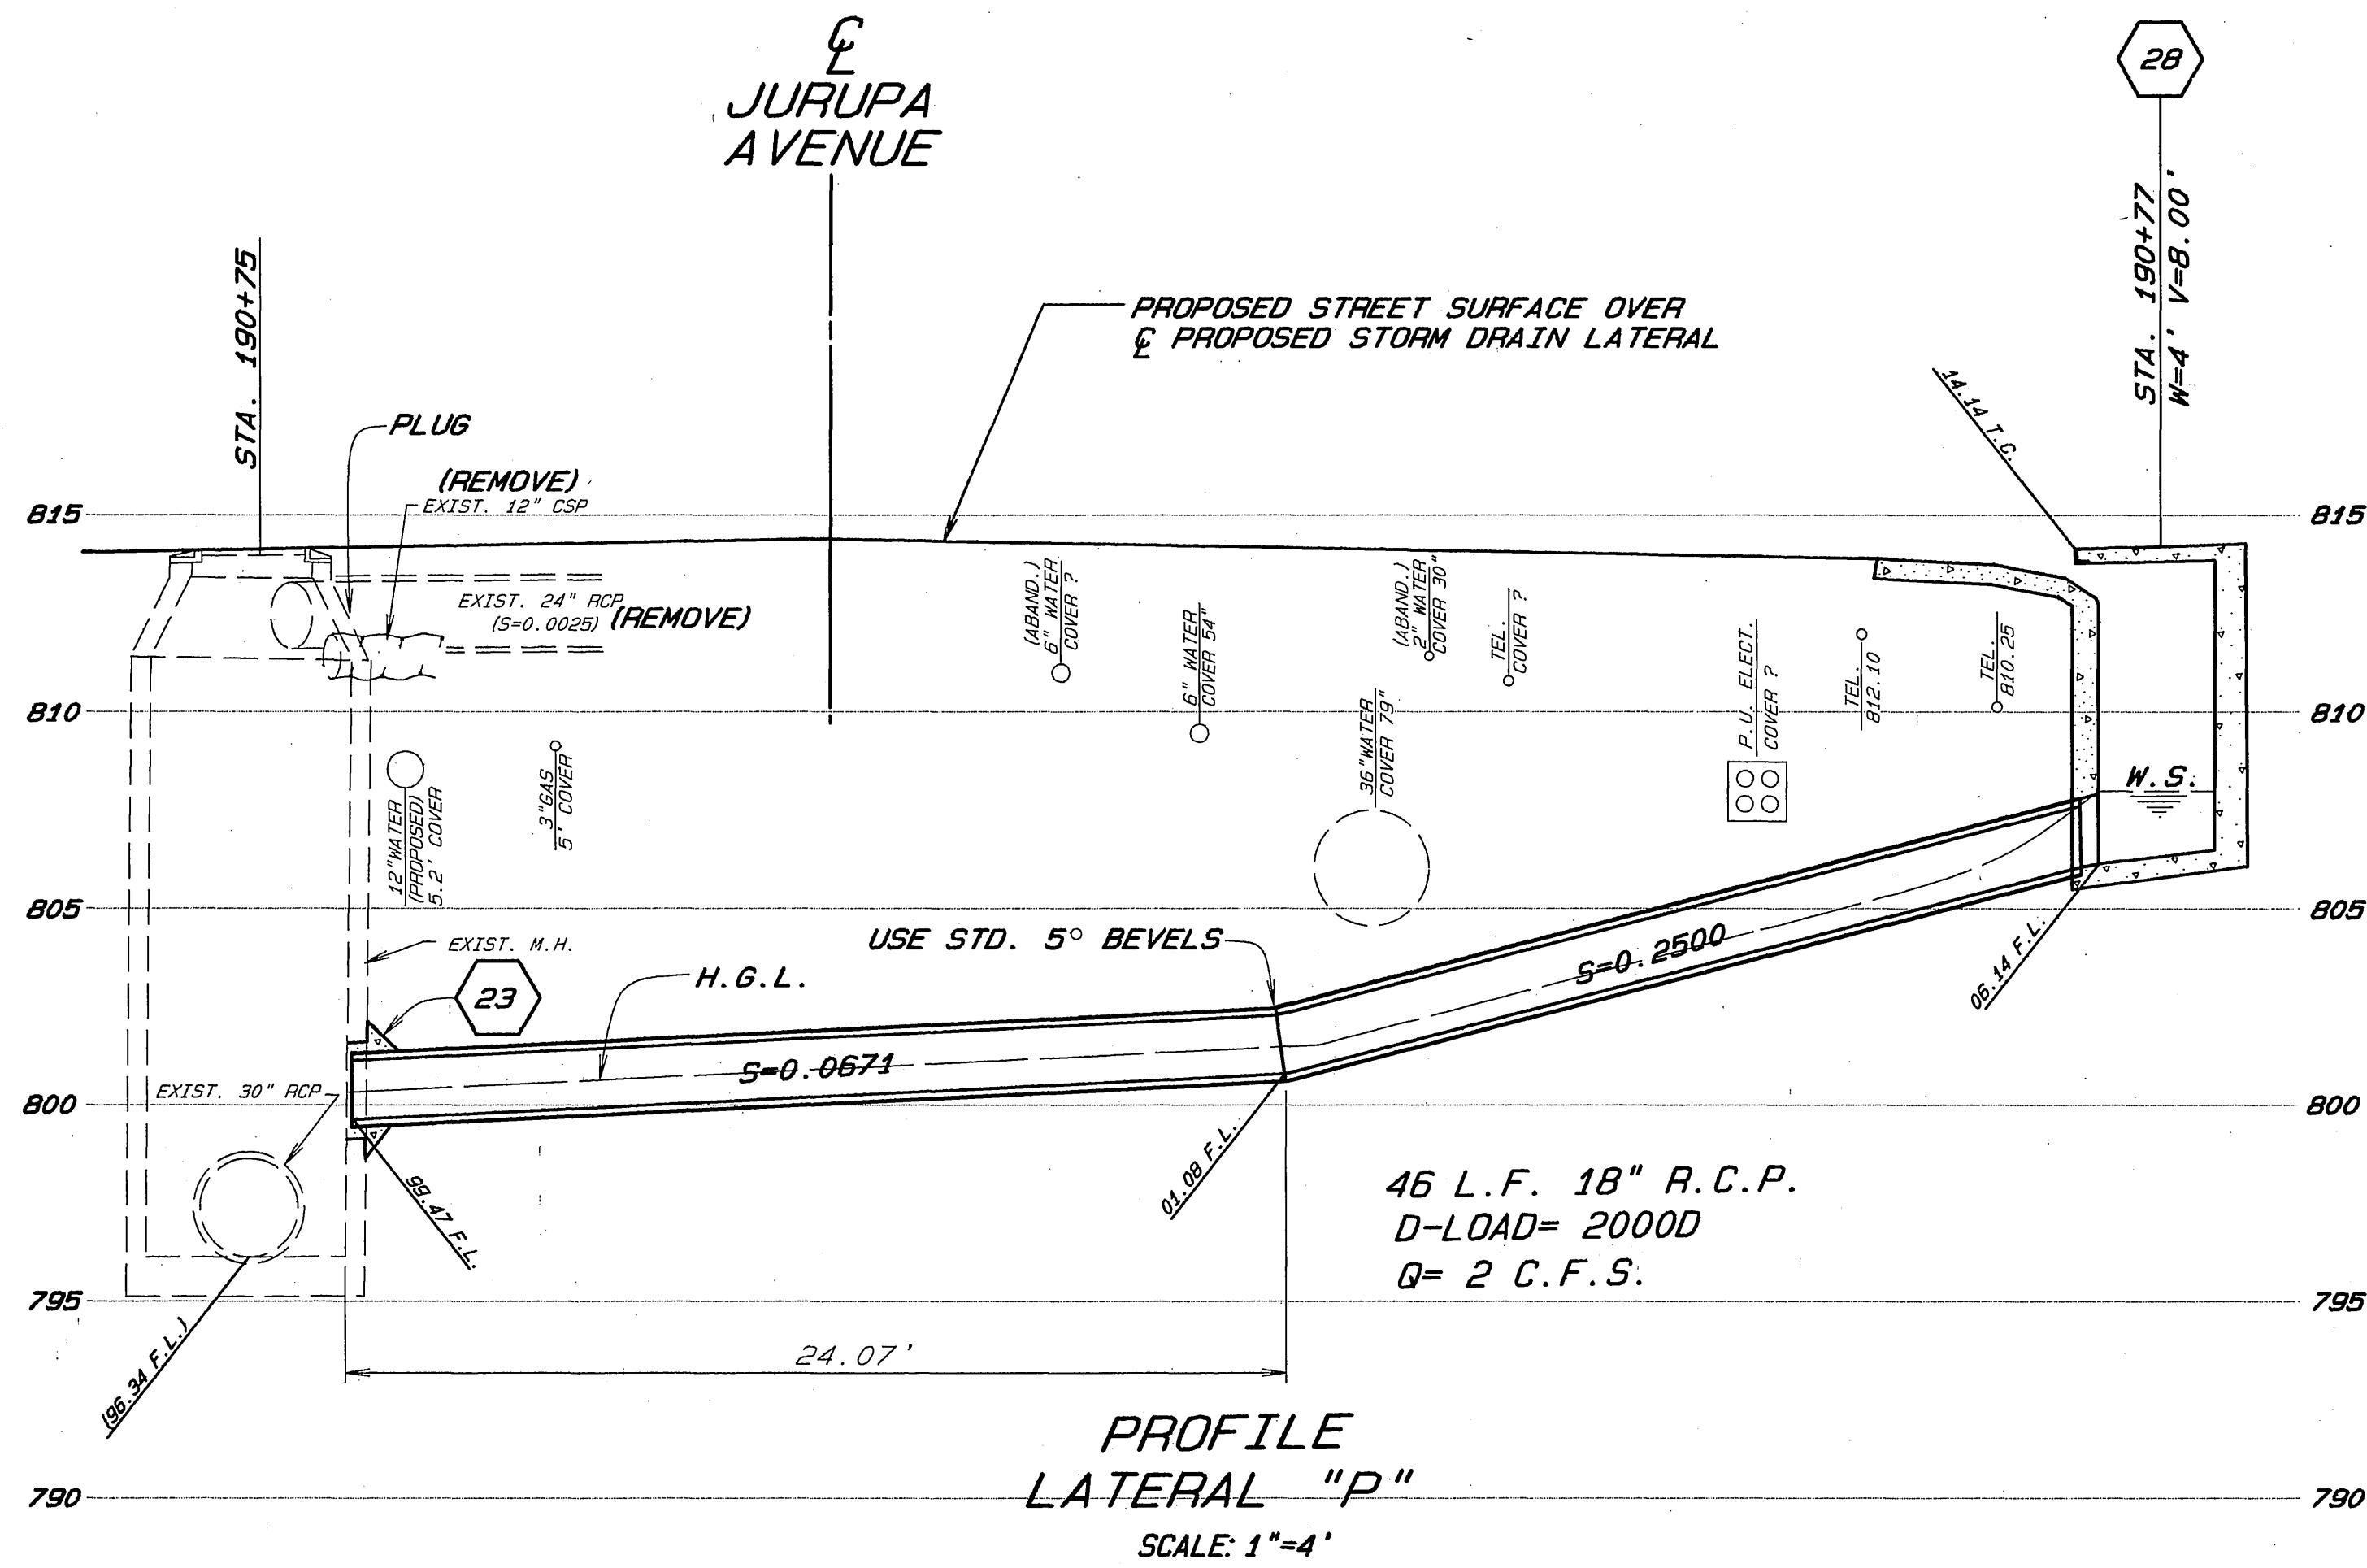 ℄
JURUPA
AVENUE
28
STA. 190+77
W=4' V=8.00'
STA. 190+75
PROPOSED STREET SURFACE OVER
℄ PROPOSED STORM DRAIN LATERAL
14.14 T.C.
PLUG
(REMOVE)
EXIST. 12" CSP
815
815
EXIST. 24" RCP
(S=0.0025) (REMOVE)
(ABAND.)
6" WATER
COVER ?
6" WATER
COVER 54"
(ABAND.)
2" WATER
COVER 30"
TEL.
COVER ?
P.U. ELECT.
COVER ?
TEL.
812.10
TEL.
810.25
810
810
36"WATER
COVER 79"
12"WATER
(PROPOSED)
5.2' COVER
3"GAS
5' COVER
W.S.
805
805
EXIST. M.H.
USE STD. 5° BEVELS
S=0.2500
06.14 F.L.
23
H.G.L.
S=0.0671
EXIST. 30" RCP
800
800
99.47 F.L.
01.08 F.L.
46 L.F. 18" R.C.P.
D-LOAD= 2000D
Q= 2 C.F.S.
795
795
(96.34 F.L.)
24.07'
PROFILE
LATERAL "P"
790
790
SCALE: 1"=4'